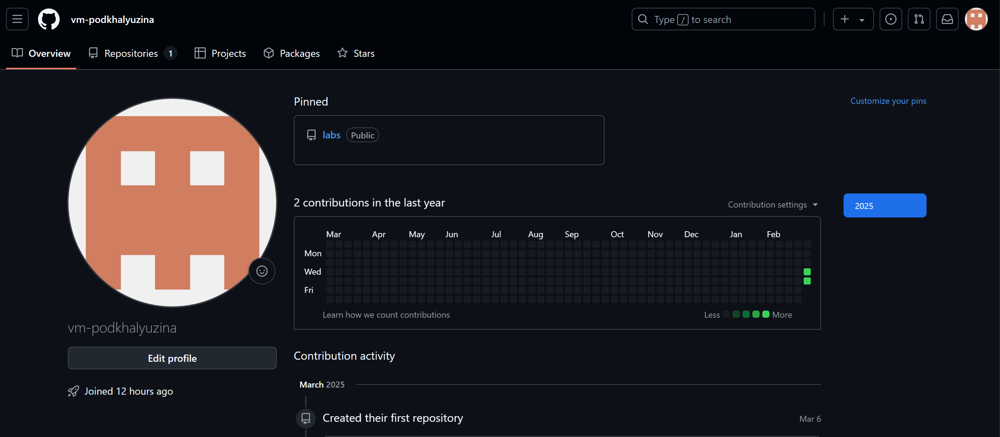 vm-podkhalyuzina
Type / to search
Overview
Repositories 1
Projects
Packages
Stars
Pinned
Customize your pins
labs Public
2 contributions in the last year
Contribution settings
2025
Mar Apr May Jun Jul Aug Sep Oct Nov Dec Jan Feb
Mon
Wed
Fri
Learn how we count contributions
Less More
vm-podkhalyuzina
Edit profile
Joined 12 hours ago
Contribution activity
March 2025
Created their first repository
Mar 6